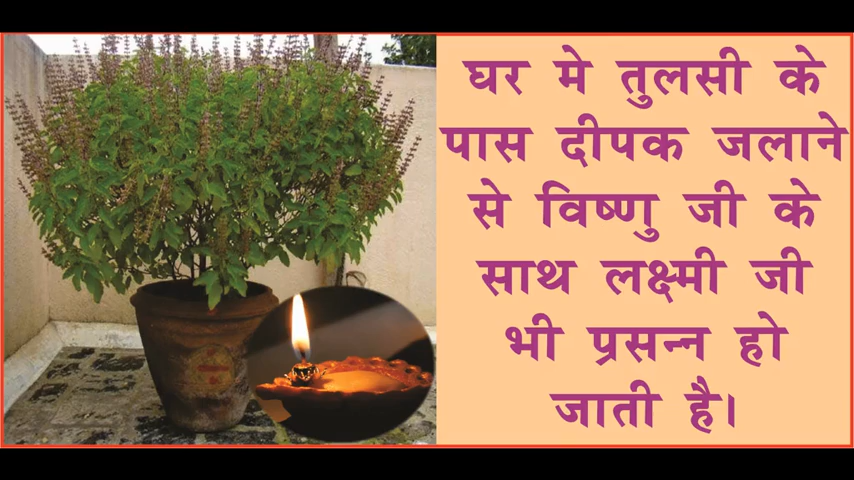 घर मे तुलसी के
पास दीपक जलाने
से विष्णु जी के
साथ लक्ष्मी जी
भी प्रसन्न हो
जाती है।